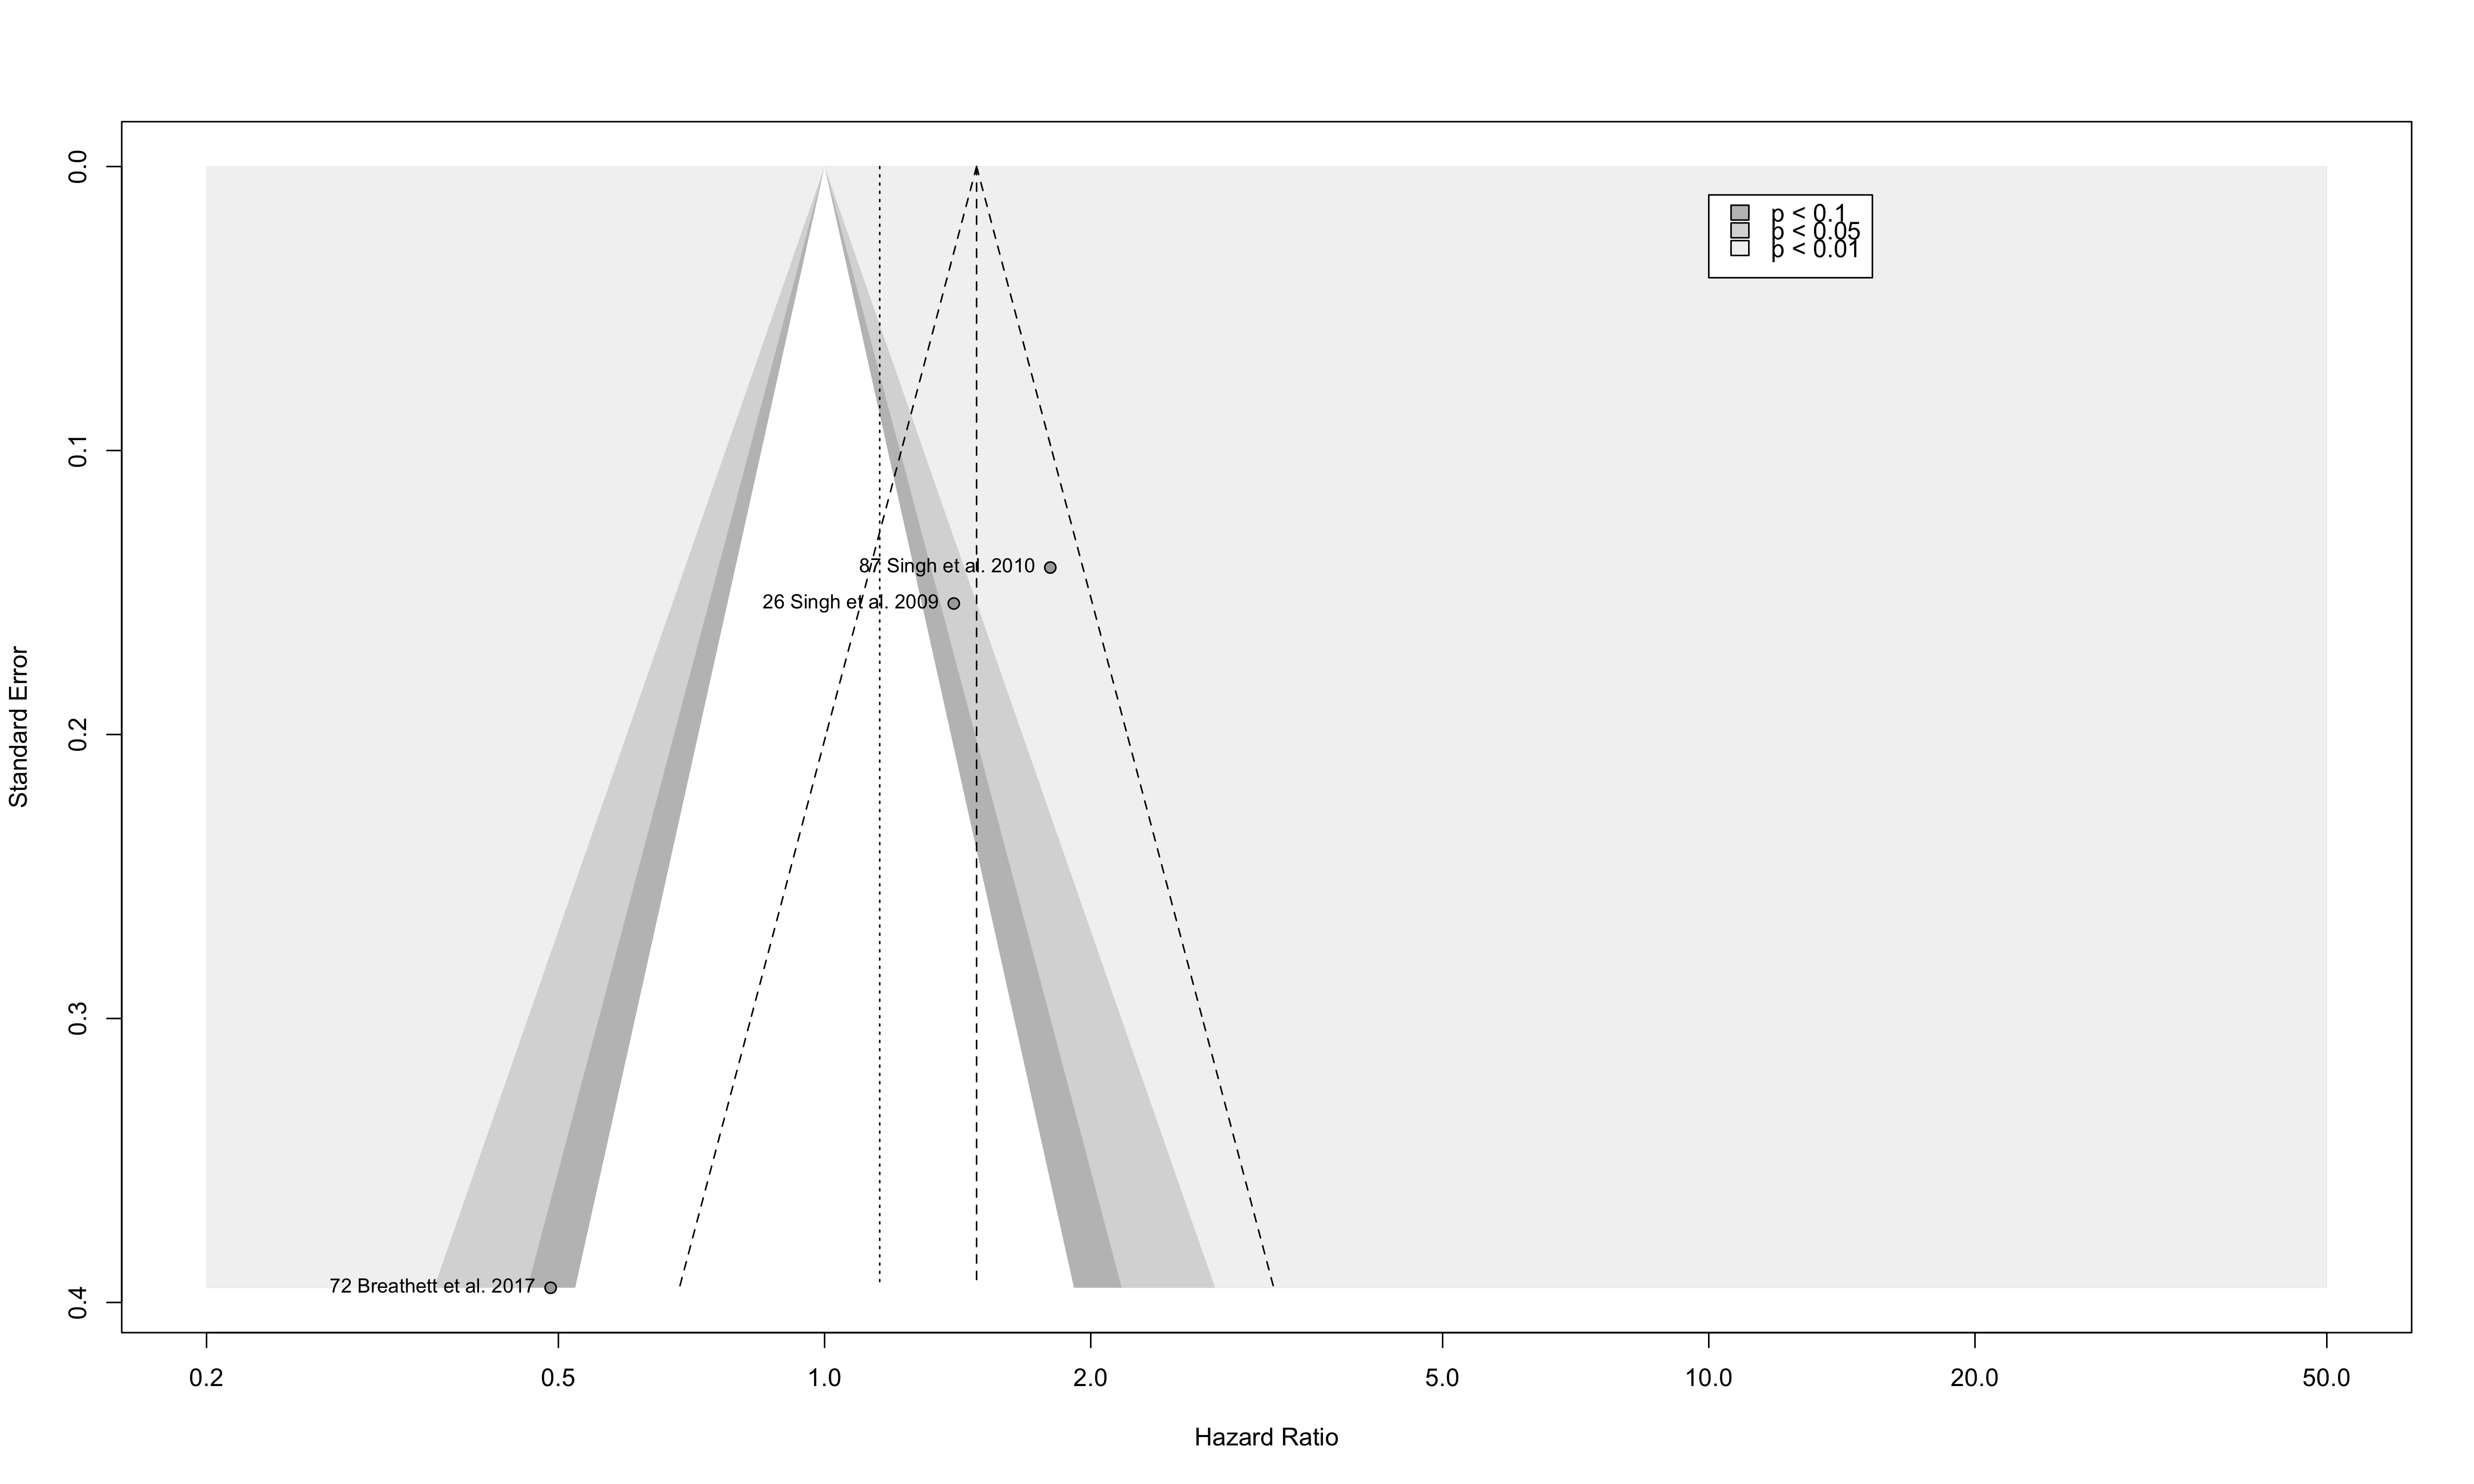 p < 0.1
p < 0.05
p < 0.01
87 Singh et al. 2010
26 Singh et al. 2009
72 Breathett et al. 2017
Standard Error
0.0
0.1
0.2
0.3
0.4
0.2
0.5
1.0
2.0
5.0
10.0
20.0
50.0
Hazard Ratio